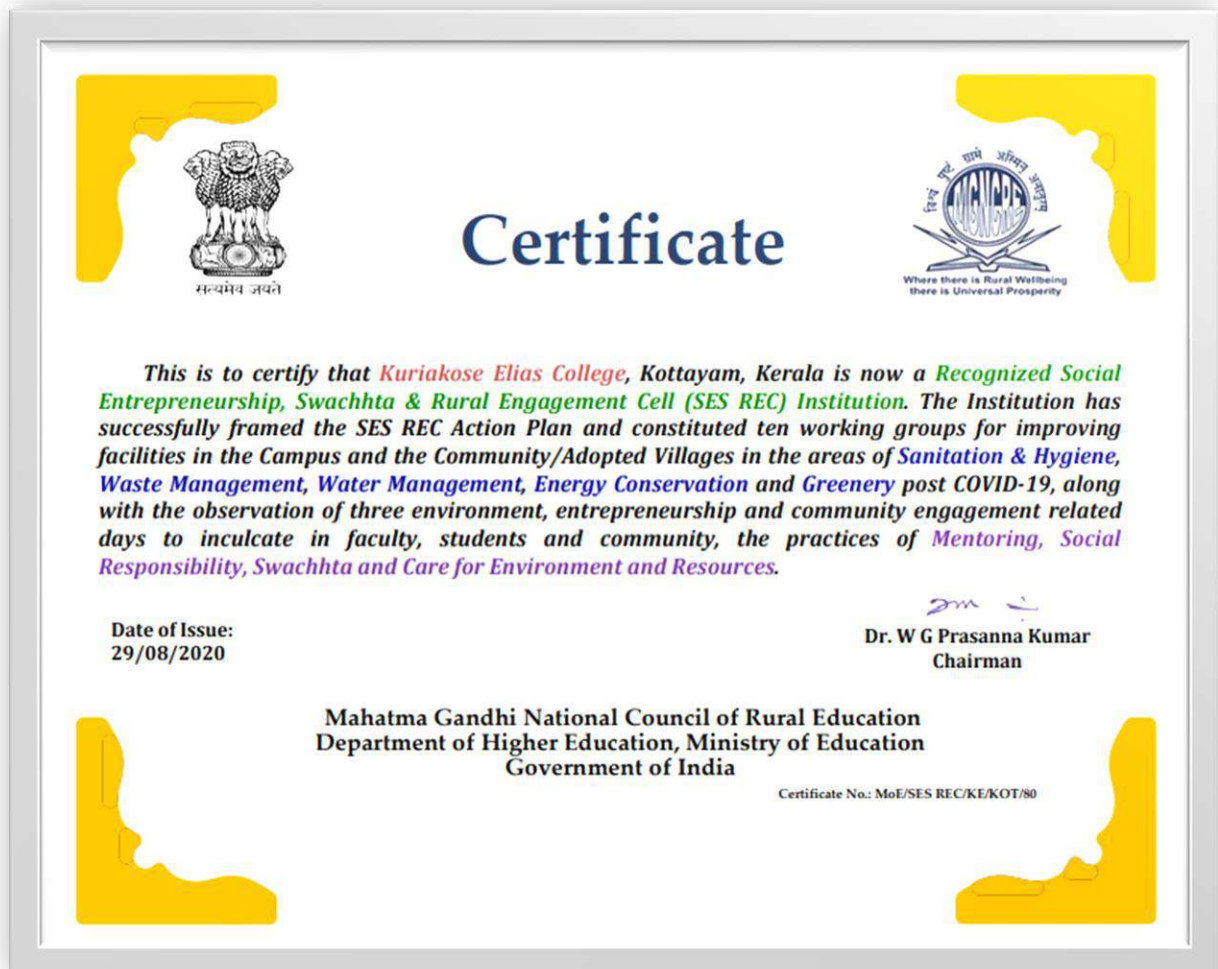 सत्यमेव जयते
Certificate
विश्वं पुष्टं ग्रामे अस्मिन् अनातुरम्
MGNCRE
Where there is Rural Wellbeing
there is Universal Prosperity
This is to certify that Kuriakose Elias College, Kottayam, Kerala is now a Recognized Social
Entrepreneurship, Swachhta & Rural Engagement Cell (SES REC) Institution. The Institution has
successfully framed the SES REC Action Plan and constituted ten working groups for improving
facilities in the Campus and the Community/Adopted Villages in the areas of Sanitation & Hygiene,
Waste Management, Water Management, Energy Conservation and Greenery post COVID-19, along
with the observation of three environment, entrepreneurship and community engagement related
days to inculcate in faculty, students and community, the practices of Mentoring, Social
Responsibility, Swachhta and Care for Environment and Resources.
Date of Issue:
29/08/2020
Dr. W G Prasanna Kumar
Chairman
Mahatma Gandhi National Council of Rural Education
Department of Higher Education, Ministry of Education
Government of India
Certificate No.: MoE/SES REC/KE/KOT/80